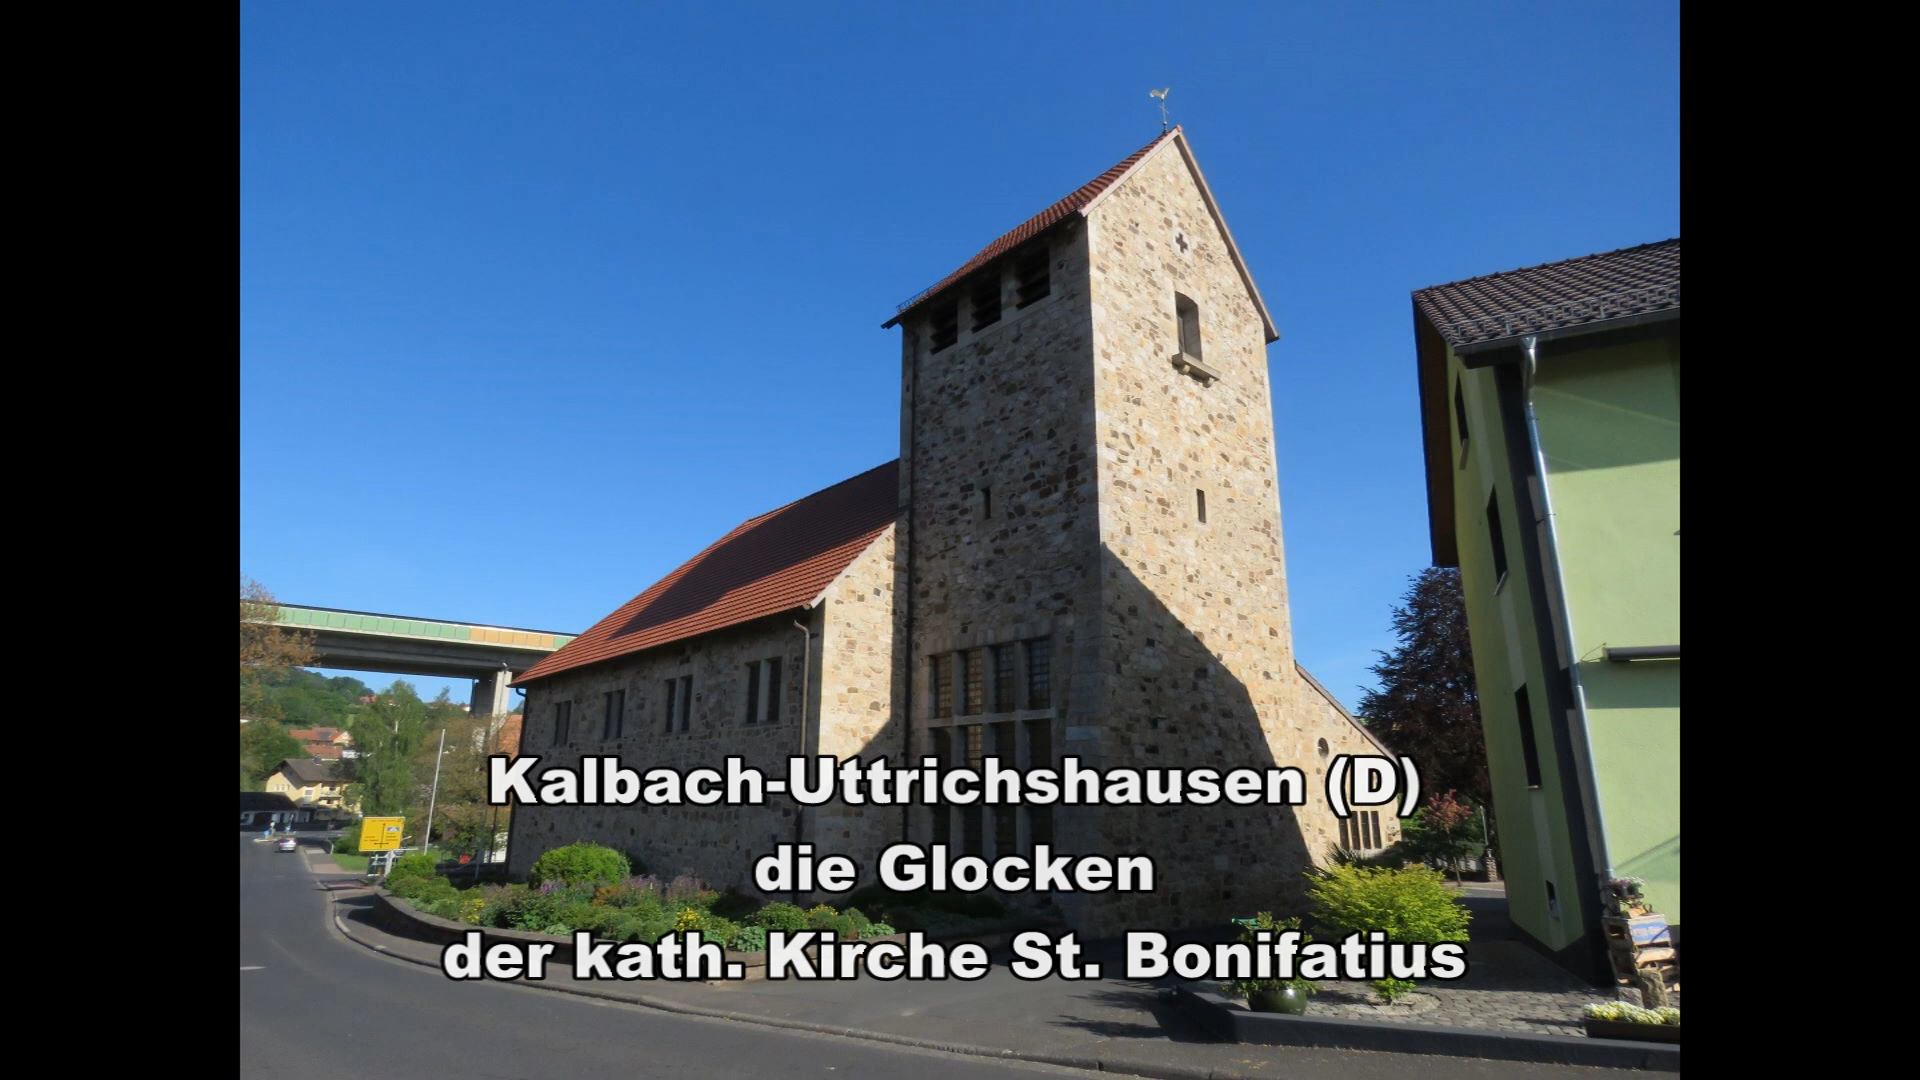 Kalbach-Uttrichshausen (D)
die Glocken
der kath. Kirche St. Bonifatius